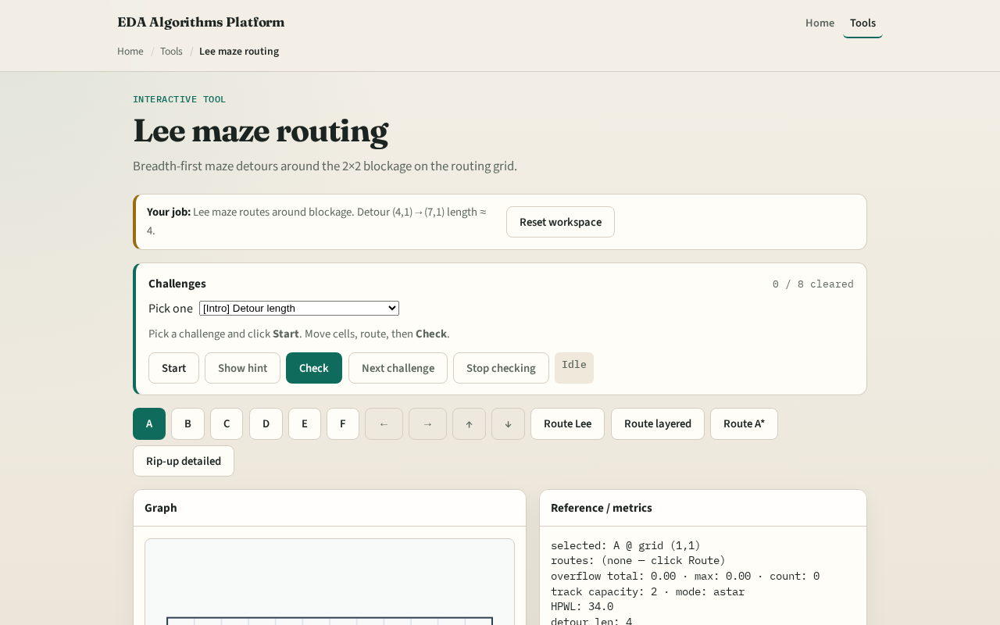 EDA Algorithms Platform
Home
Tools
Home / Tools / Lee maze routing
INTERACTIVE TOOL
Lee maze routing
Breadth-first maze detours around the 2×2 blockage on the routing grid.
Your job: Lee maze routes around blockage. Detour (4,1)→(7,1) length ≈
4.
Reset workspace
Challenges
0 / 8 cleared
Pick one
[Intro] Detour length
Pick a challenge and click Start. Move cells, route, then Check.
Start
Show hint
Check
Next challenge
Stop checking
Idle
A
B
C
D
E
F
←
→
↑
↓
Route Lee
Route layered
Route A*
Rip-up detailed
Graph
Reference / metrics
selected: A @ grid (1,1)
routes: (none — click Route)
overflow total: 0.00 · max: 0.00 · count: 0
track capacity: 2 · mode: astar
HPWL: 34.0
detour len: 4